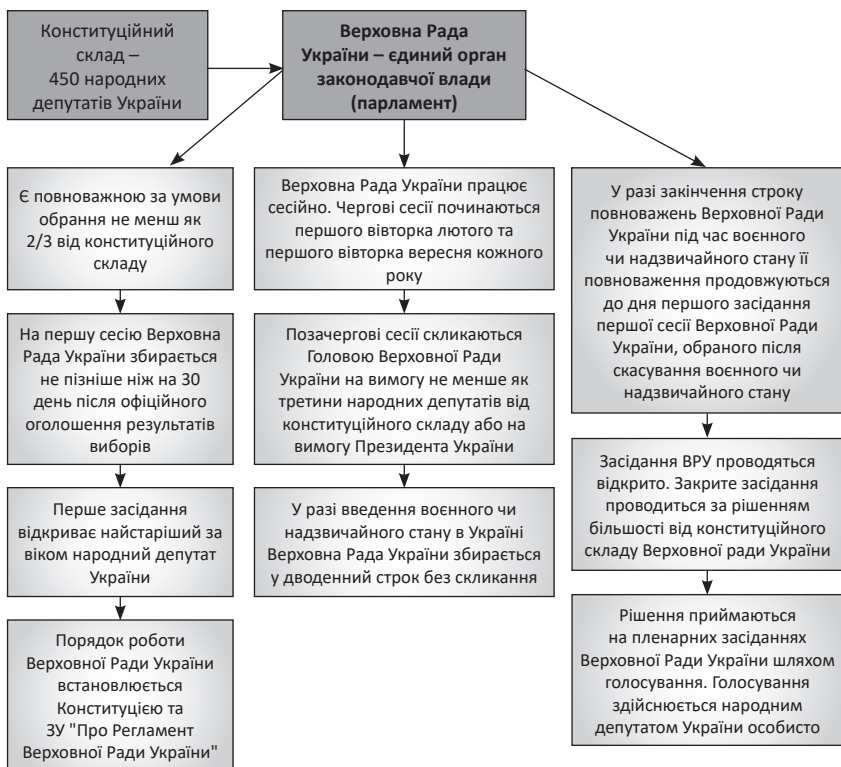 Конституційний
склад –
450 народних
депутатів України
Верховна Рада
України – єдиний орган
законодавчої влади
(парламент)
Є повноважною за умови
обрання не менш як
2/3 від конституційного
складу
На першу сесію Верховна
Рада України збирається
не пізніше ніж на 30
день після офіційного
оголошення результатів
виборів
Перше засідання
відкриває найстаріший за
віком народний депутат
України
Порядок роботи
Верховної Ради України
встановлюється
Конституцією та
ЗУ "Про Регламент
Верховної Ради України"
Верховна Рада України працює
сесійно. Чергові сесії починаються
першого вівторка лютого та
першого вівторка вересня кожного
року
Позачергові сесії скликаються
Головою Верховної Ради
України на вимогу не менше як
третини народних депутатів від
конституційного складу або на
вимогу Президента України
У разі введення воєнного чи
надзвичайного стану в Україні
Верховна Рада України збирається
у дводенний строк без скликання
У разі закінчення строку
повноважень Верховної Ради
України під час воєнного
чи надзвичайного стану її
повноваження продовжуються
до дня першого засідання
першої сесії Верховної Ради
України, обраного після
скасування воєнного чи
надзвичайного стану
Засідання ВРУ проводяться
відкрито. Закрите засідання
проводиться за рішенням
більшості від конституційного
складу Верховної ради України
Рішення приймаються
на пленарних засіданнях
Верховної Ради України шляхом
голосування. Голосування
здійснюється народним
депутатом України особисто